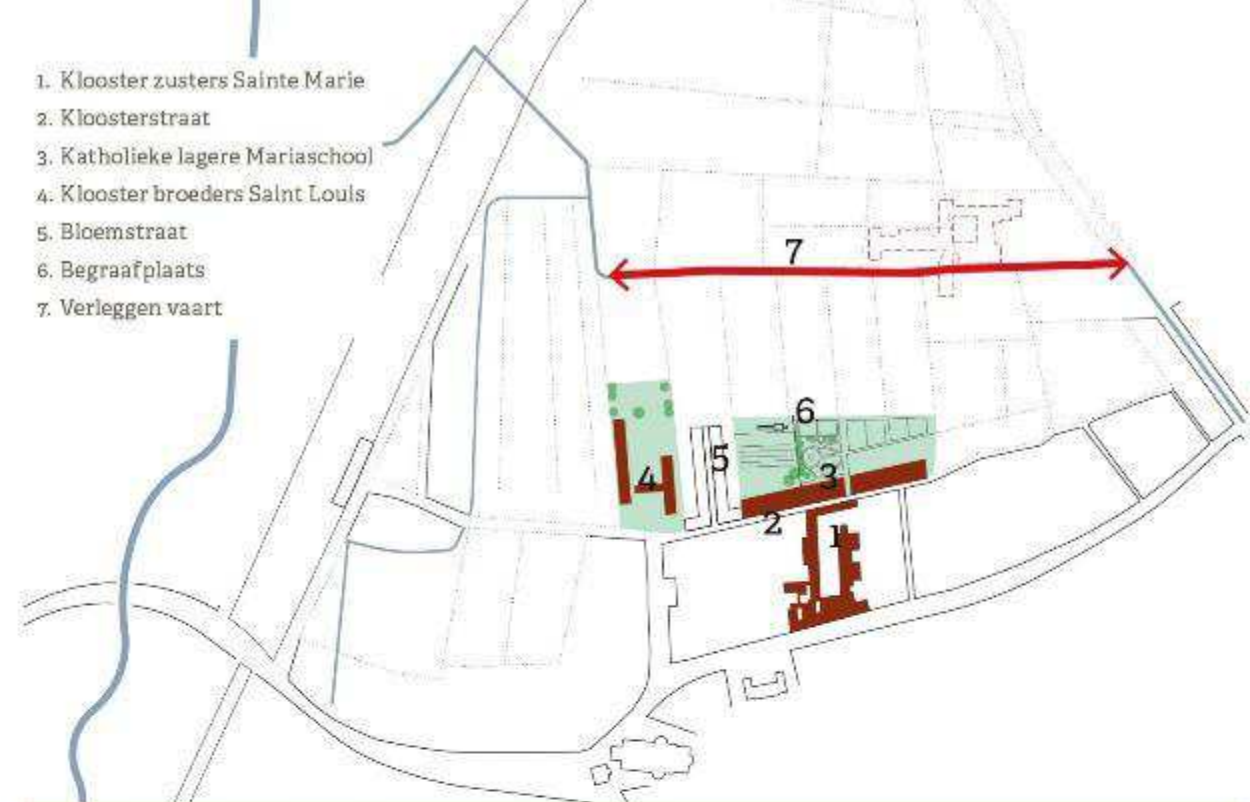 1. Klooster zusters Sainte Marie
2. Kloosterstraat
3. Katholieke lagere Mariaschool
4. Klooster broeders Saint Louis
5. Bloemstraat
6. Begraafplaats
7. Verleggen vaart
7
6
5
3
4
2
1